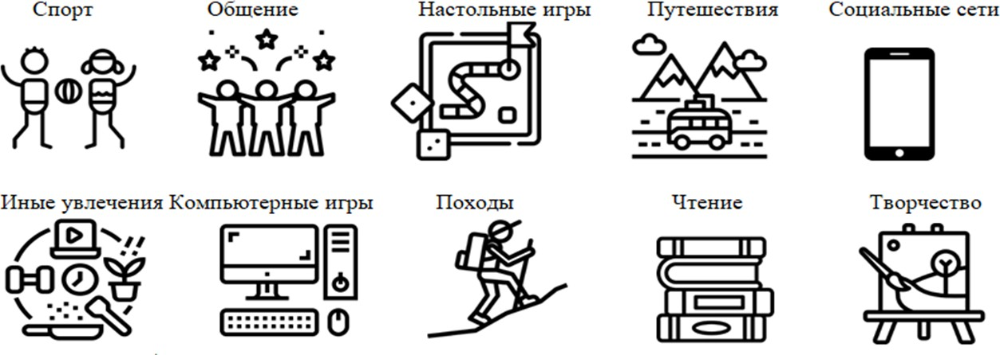 Спорт
Общение
Настольные игры
Путешествия
Социальные сети
Иные увлечения
Компьютерные игры
Походы
Чтение
Творчество